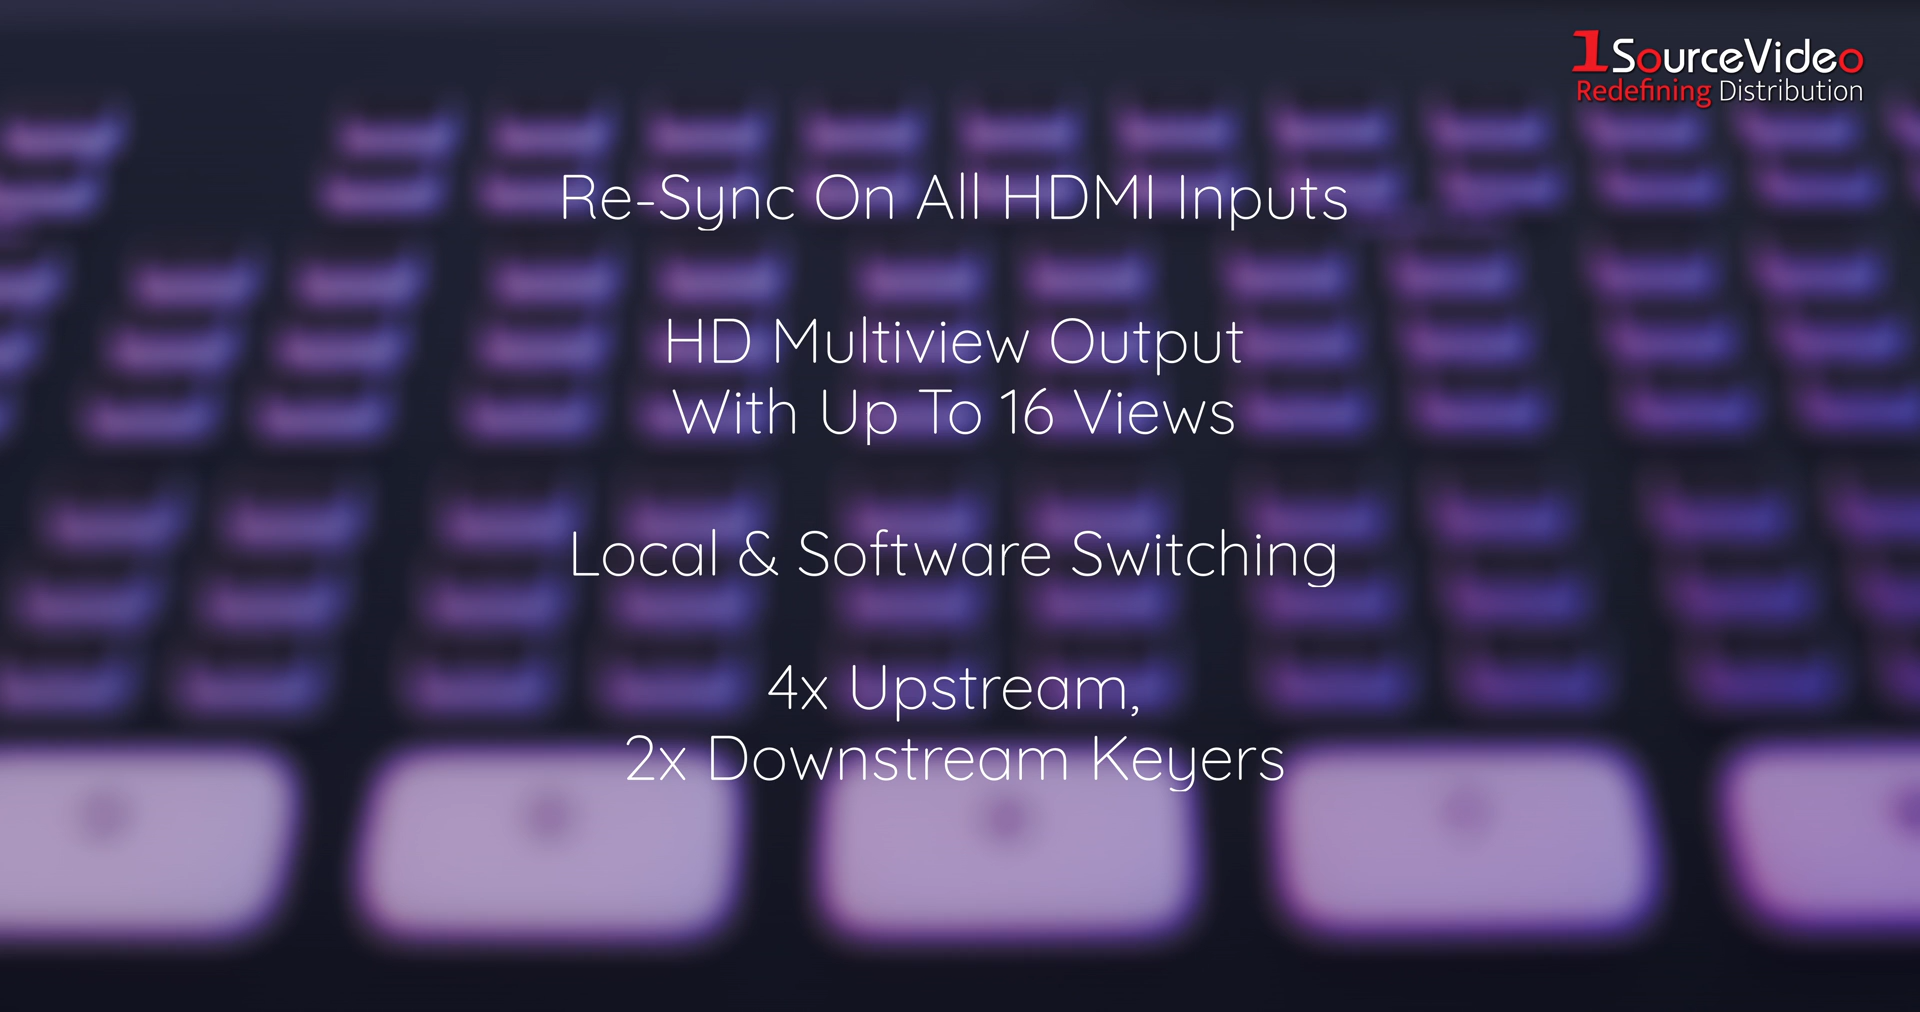 1SourceVideo
Redefining Distribution
Re-Sync On All HDMI Inputs
HD Multiview Output
With Up To 16 Views
Local & Software Switching
4x Upstream,
2x Downstream Keyers